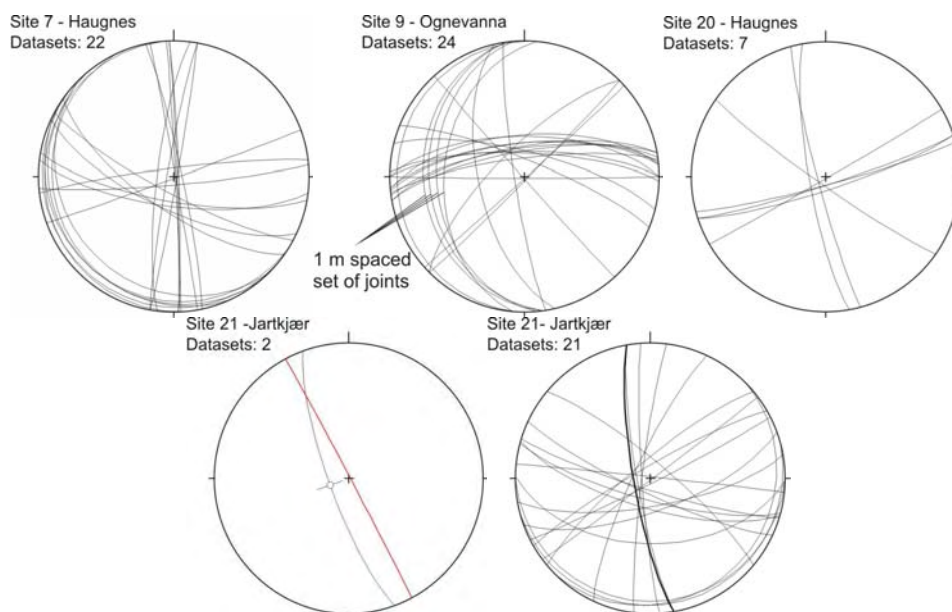 Site 7 - Haugnes
Datasets: 22
Site 9 - Ognevanna
Datasets: 24
Site 20 - Haugnes
Datasets: 7
1 m spaced
set of joints
Site 21 -Jartkjær
Datasets: 2
Site 21- Jartkjær
Datasets: 21